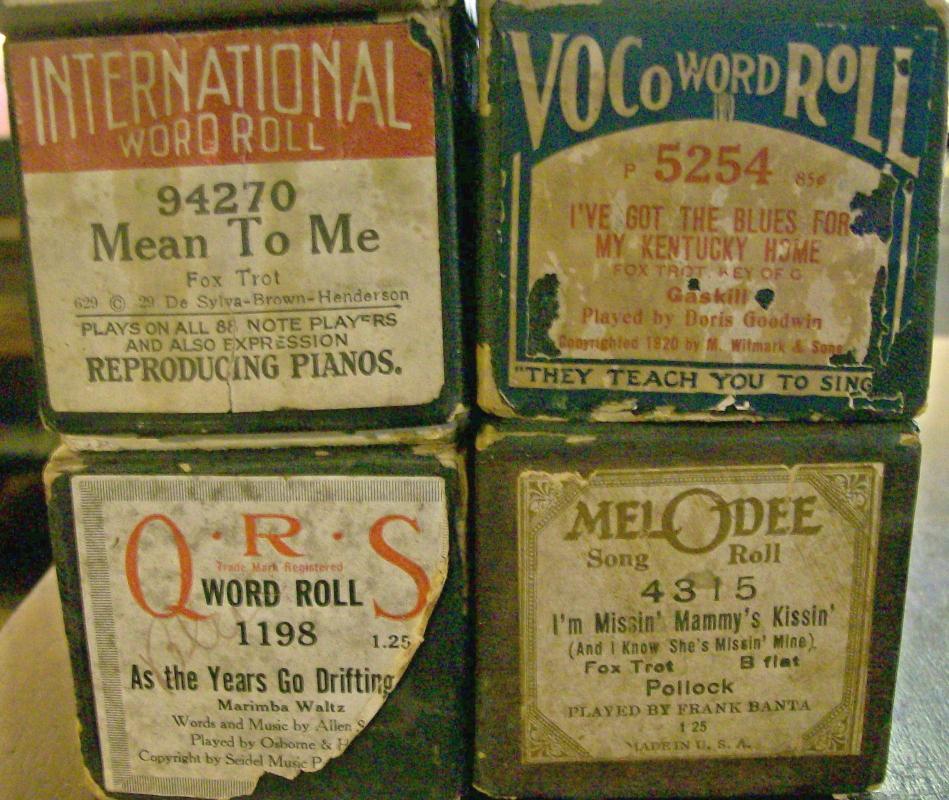 INTERNATIONAL
WORD ROLL
94270
Mean To Me
Fox Trot
629 © 29 De Sylva-Brown-Henderson
PLAYS ON ALL 88 NOTE PLAYERS
AND ALSO EXPRESSION
REPRODUCING PIANOS.
VOCO WORD ROLL
P 5254 85¢
I'VE GOT THE BLUES FOR
MY KENTUCKY HOME
FOX TROT, KEY OF G
Gaskill
Played by Doris Goodwin
Copyrighted 1920 by M. Witmark & Sons
"THEY TEACH YOU TO SING
Q·R·S
Trade Mark Registered
WORD ROLL
1198 1.25
As the Years Go Drifting
Marimba Waltz
Words and Music by Allen
Played by Osborne & H
Copyright by Seidel Music P
MELODEE
Song Roll
4315
I'm Missin' Mammy's Kissin'
(And I Know She's Missin' Mine).
Fox Trot B flat
Pollock
PLAYED BY FRANK BANTA
1 25
MADE IN U. S. A.